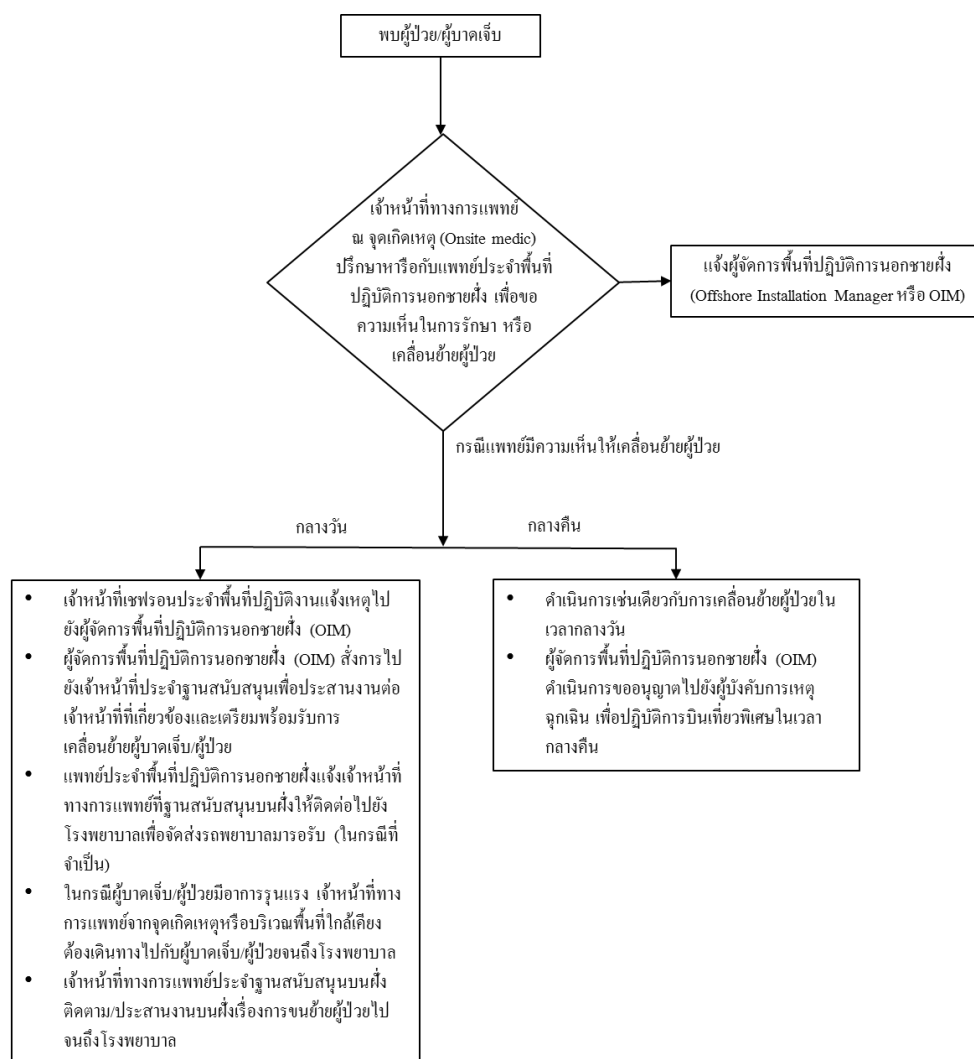 พบผู้ป่วย/ผู้บาดเจ็บ
เจ้าหน้าที่ทางการแพทย์
ณ จุดเกิดเหตุ (Onsite medic)
ปรึกษาหารือกับแพทย์ประจำพื้นที่
ปฏิบัติการนอกชายฝั่ง เพื่อขอ
ความเห็นในการรักษา หรือ
เคลื่อนย้ายผู้ป่วย
แจ้งผู้จัดการพื้นที่ปฏิบัติการนอกชายฝั่ง
(Offshore Installation Manager หรือ OIM)
กรณีแพทย์มีความเห็นให้เคลื่อนย้ายผู้ป่วย
กลางวัน
กลางคืน
• เจ้าหน้าที่เชฟรอนประจำพื้นที่ปฏิบัติงานแจ้งเหตุไป
ยังผู้จัดการพื้นที่ปฏิบัติการนอกชายฝั่ง (OIM)
• ผู้จัดการพื้นที่ปฏิบัติการนอกชายฝั่ง (OIM) สั่งการไป
ยังเจ้าหน้าที่ประจำฐานสนับสนุนเพื่อประสานงานต่อ
เจ้าหน้าที่ที่เกี่ยวข้องและเตรียมพร้อมรับการ
เคลื่อนย้ายผู้บาดเจ็บ/ผู้ป่วย
• แพทย์ประจำพื้นที่ปฏิบัติการนอกชายฝั่งแจ้งเจ้าหน้าที่
ทางการแพทย์ที่ฐานสนับสนุนบนฝั่งให้ติดต่อไปยัง
โรงพยาบาลเพื่อจัดส่งรถพยาบาลมารอรับ (ในกรณีที่
จำเป็น)
• ในกรณีผู้บาดเจ็บ/ผู้ป่วยมีอาการรุนแรง เจ้าหน้าที่ทาง
การแพทย์จากจุดเกิดเหตุหรือบริเวณพื้นที่ใกล้เคียง
ต้องเดินทางไปกับผู้บาดเจ็บ/ผู้ป่วยจนถึงโรงพยาบาล
• เจ้าหน้าที่ทางการแพทย์ประจำฐานสนับสนุนบนฝั่ง
ติดตาม/ประสานงานบนฝั่งเรื่องการขนย้ายผู้ป่วยไป
จนถึงโรงพยาบาล
• ดำเนินการเช่นเดียวกับการเคลื่อนย้ายผู้ป่วยใน
เวลากลางวัน
• ผู้จัดการพื้นที่ปฏิบัติการนอกชายฝั่ง (OIM)
ดำเนินการขออนุญาตไปยังผู้บังคับการเหตุ
ฉุกเฉิน เพื่อปฏิบัติการบินเที่ยวพิเศษในเวลา
กลางคืน